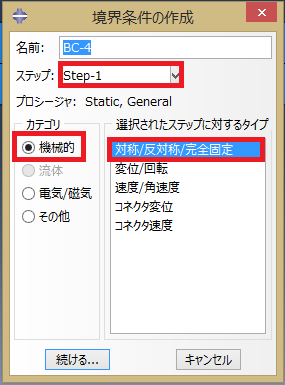 境界条件の作成
名前: BC-4
ステップ: Step-1
プロシージャ: Static, General
カテゴリ
機械的
流体
電気/磁気
その他
選択されたステップに対するタイプ
対称/反対称/完全固定
変位/回転
速度/角速度
コネクタ変位
コネクタ速度
続ける...
キャンセル